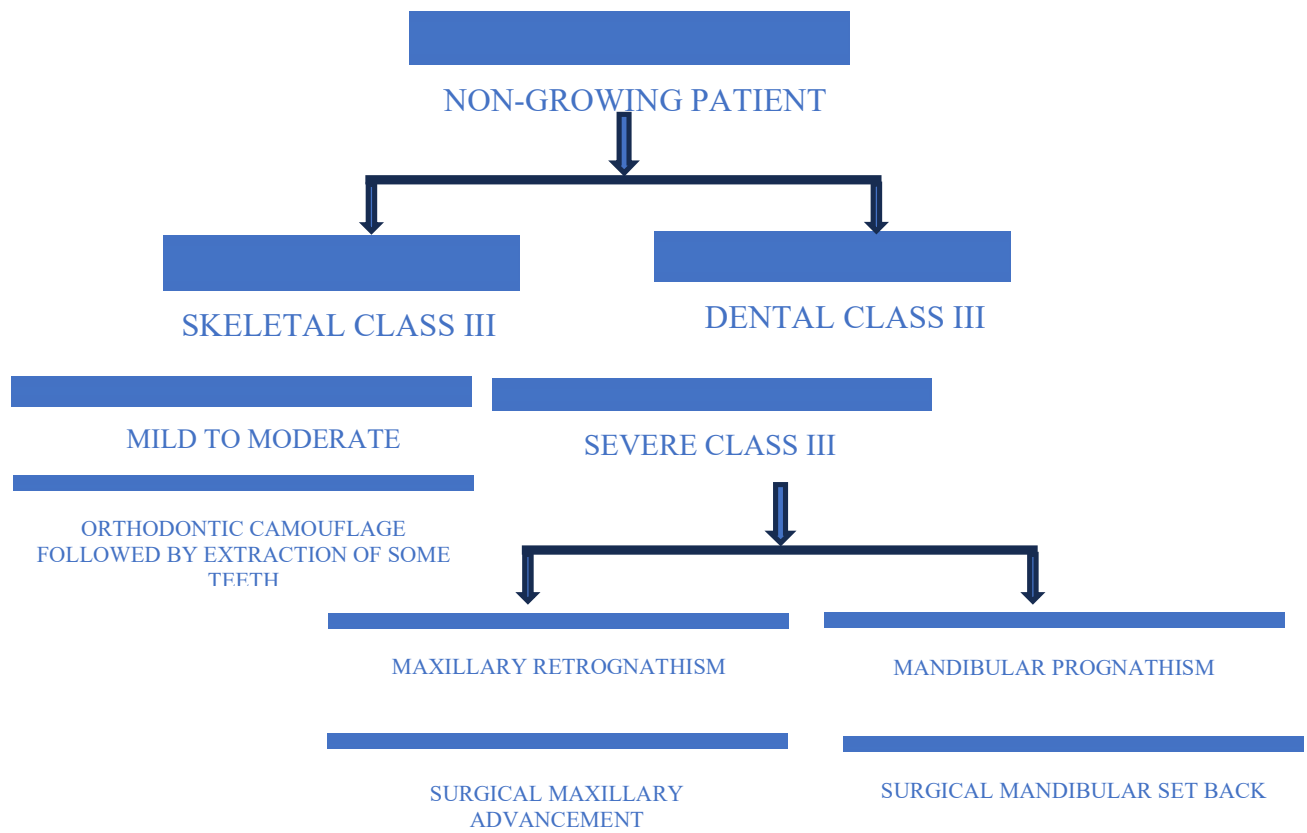 NON-GROWING PATIENT
SKELETAL CLASS III
DENTAL CLASS III
MILD TO MODERATE
SEVERE CLASS III
ORTHODONTIC CAMOUFLAGE
FOLLOWED BY EXTRACTION OF SOME
TEETH
MAXILLARY RETROGNATHISM
MANDIBULAR PROGNATHISM
SURGICAL MAXILLARY
ADVANCEMENT
SURGICAL MANDIBULAR SET BACK